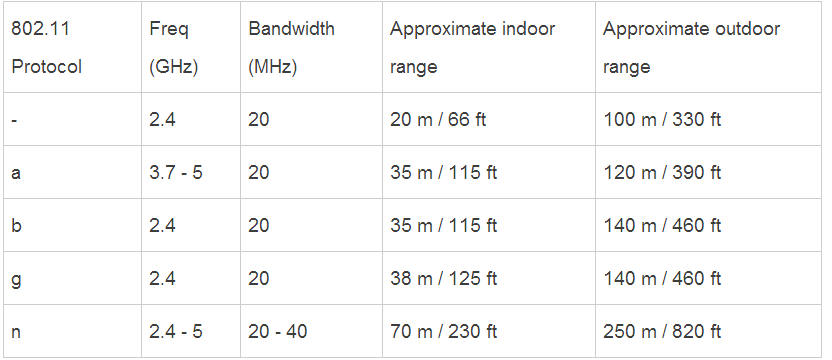 802.11 Protocol | Freq (GHz) | Bandwidth (MHz) | Approximate indoor range | Approximate outdoor range
- | 2.4 | 20 | 20 m / 66 ft | 100 m / 330 ft
a | 3.7 - 5 | 20 | 35 m / 115 ft | 120 m / 390 ft
b | 2.4 | 20 | 35 m / 115 ft | 140 m / 460 ft
g | 2.4 | 20 | 38 m / 125 ft | 140 m / 460 ft
n | 2.4 - 5 | 20 - 40 | 70 m / 230 ft | 250 m / 820 ft